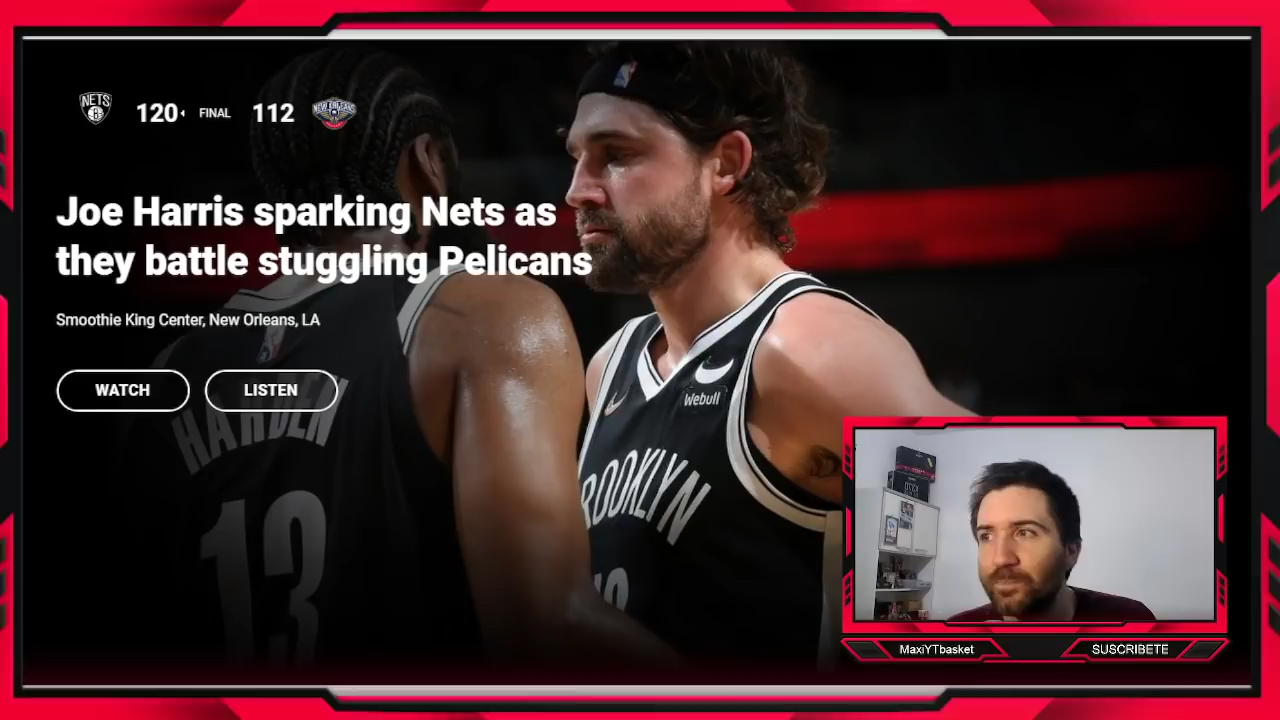 NETS
B
120
FINAL
112
NEW ORLEANS
Joe Harris sparking Nets as
they battle stuggling Pelicans
Smoothie King Center, New Orleans, LA
WATCH
LISTEN
HARDEN
13
Webull
BROOKLYN
MaxiYTbasket
SUSCRIBETE